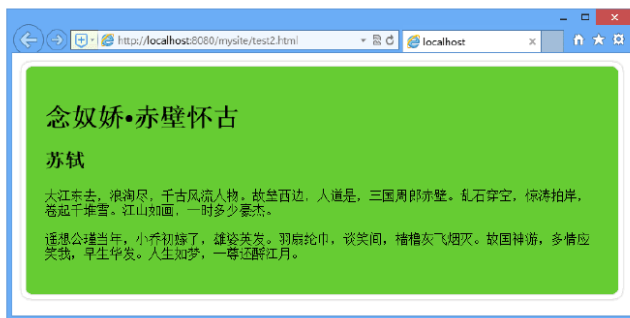 http://localhost:8080/mysite/test2.html
localhost
念奴娇•赤壁怀古
苏轼
大江东去，浪淘尽，千古风流人物。故垒西边，人道是，三国周郎赤壁。乱石穿空，惊涛拍岸，
卷起千堆雪。江山如画，一时多少豪杰。
遥想公瑾当年，小乔初嫁了，雄姿英发。羽扇纶巾，谈笑间，樯橹灰飞烟灭。故国神游，多情应
笑我，早生华发。人生如梦，一尊还酹江月。